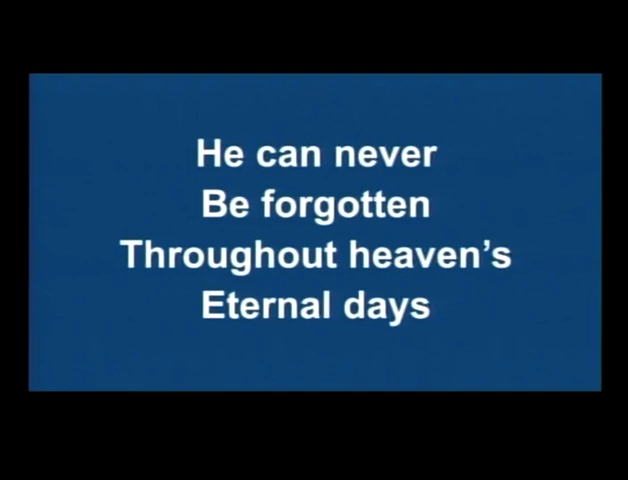 He can never
Be forgotten
Throughout heaven’s
Eternal days